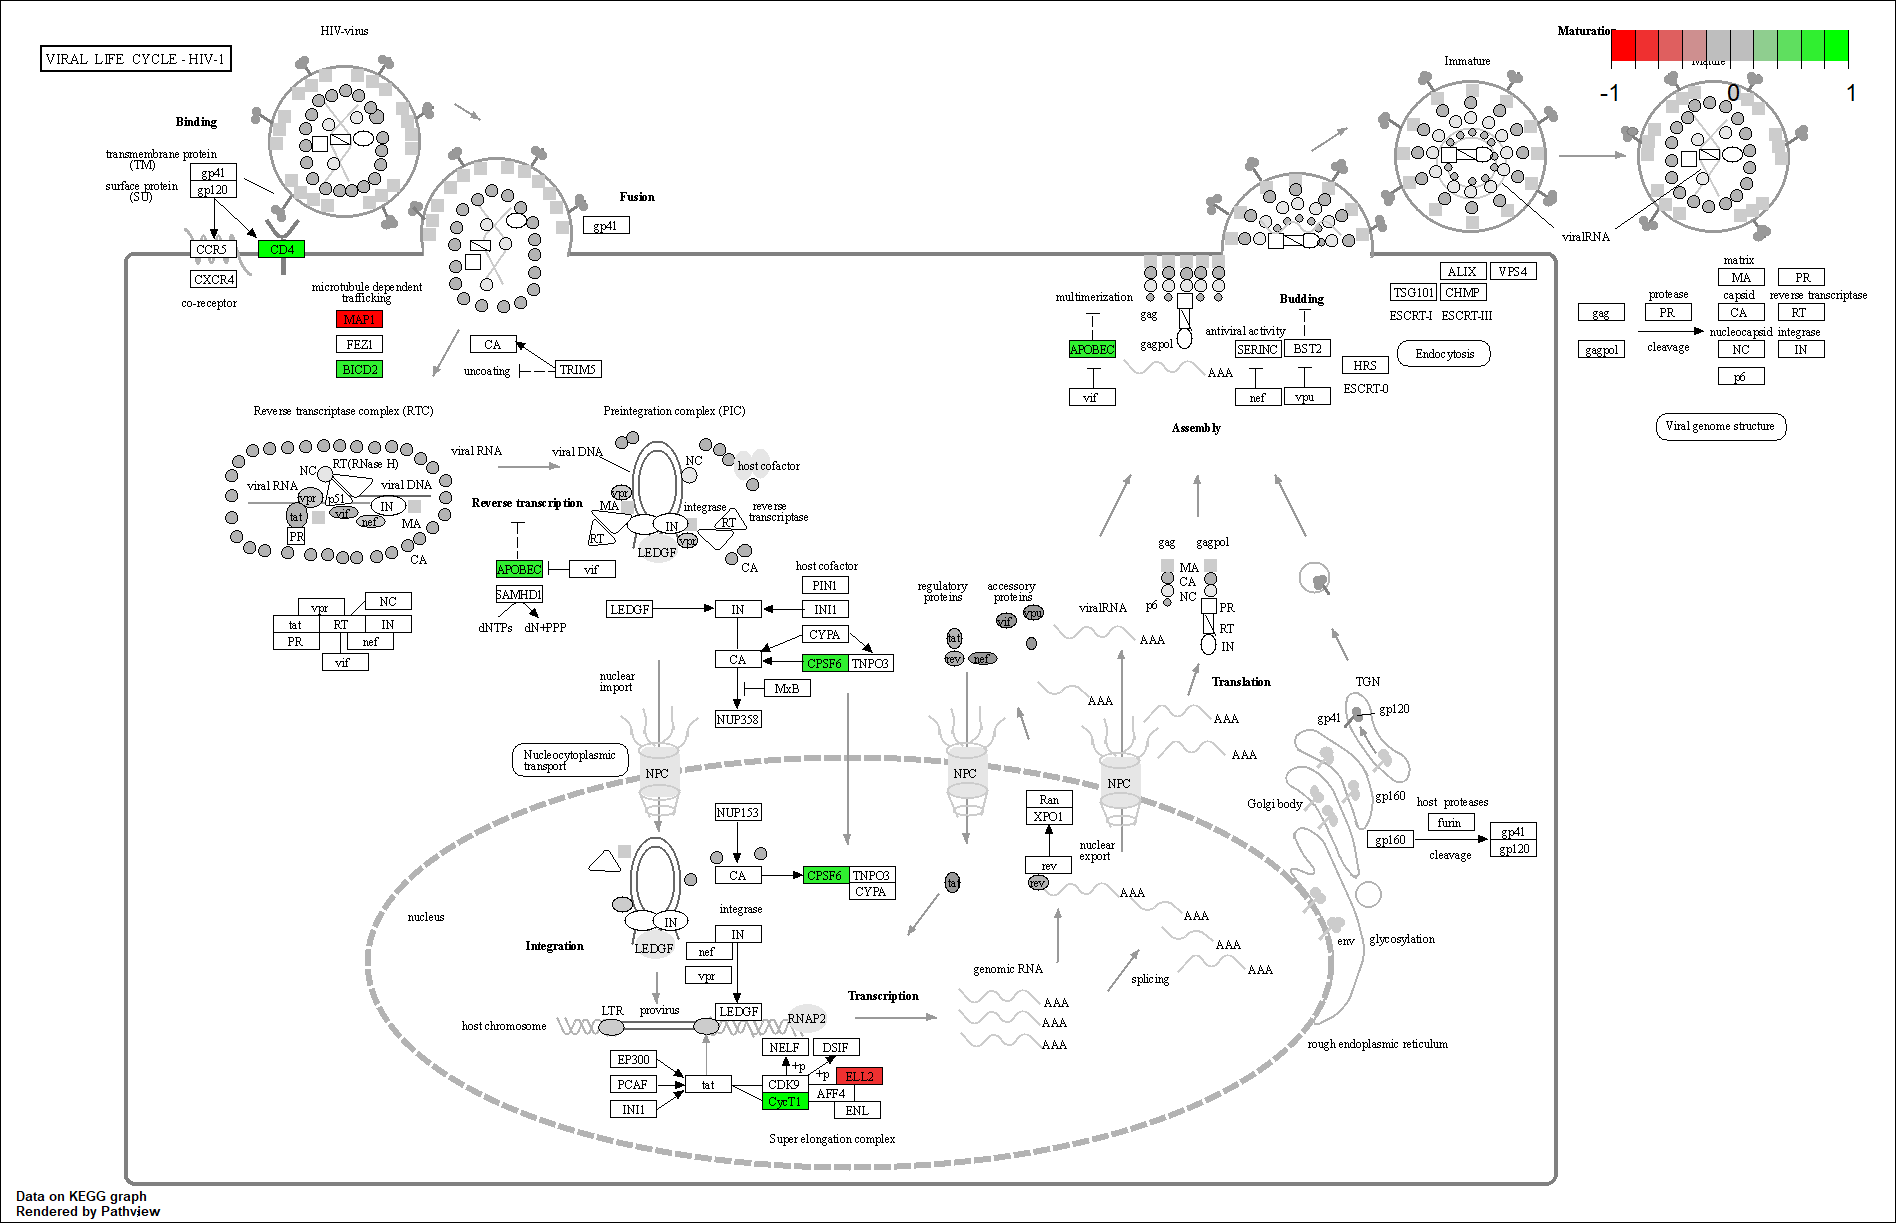 VIRAL LIFE CYCLE - HIV-1
HIV-virus
Binding
transmembrane protein
(TM)
gp41
surface protein
(SU)
gp120
CCR5
CD4
CXCR4
co-receptor
Fusion
gp41
microtubule dependent
trafficking
MAP1
FEZ1
BICD2
CA
uncoating
TRIM5
Reverse transcriptase complex (RTC)
RT(RNase H)
NC
viral RNA
viral DNA
vpr
p51
IN
tat
vif
nef
MA
PR
CA
vpr
NC
tat
RT
IN
PR
nef
vif
viral RNA
viral DNA
Preintegration complex (PIC)
NC
host cofactor
vpr
MA
integrase
reverse
transcriptase
IN
RT
RT
vpr
LEDGF
CA
Reverse transcription
APOBEC
vif
SAMHD1
dNTPs
dN+PPP
host cofactor
PIN1
LEDGF
IN
INI1
CYPA
CA
CPSF6
TNPO3
MxB
NUP358
nuclear
import
Nucleocytoplasmic
transport
NPC
NPC
NPC
NUP153
CA
CPSF6
TNPO3
CYPA
nucleus
Integration
IN
LEDGF
integrase
IN
nef
vpr
LEDGF
LTR
provirus
host chromosome
RNAP2
Transcription
EP300
PCAF
INI1
tat
NELF
DSIF
+p
+p
CDK9
ELL2
AFF4
CycT1
ENL
Super elongation complex
tat
genomic RNA
AAA
AAA
AAA
splicing
Ran
XPO1
rev
rev
nuclear
export
AAA
AAA
AAA
AAA
regulatory
proteins
accessory
proteins
tat
rev
nef
vif
vpu
viralRNA
AAA
AAA
AAA
AAA
Translation
gag
gagpol
MA
CA
NC
p6
PR
RT
IN
TGN
gp41
gp120
gp160
Golgi body
host proteases
furin
gp160
cleavage
gp41
gp120
env
glycosylation
rough endoplasmic reticulum
Assembly
multimerization
APOBEC
vif
gag
gagpol
AAA
antiviral activity
SERINC
nef
Budding
BST2
vpu
HRS
ESCRT-0
ALIX
VPS4
TSG101
CHMP
ESCRT-I
ESCRT-III
Endocytosis
Immature
Maturation
Mature
-1
0
1
viralRNA
gag
gagpol
protease
PR
cleavage
matrix
MA
PR
capsid
reverse transcriptase
CA
RT
nucleocapsid
integrase
NC
IN
p6
Viral genome structure
Data on KEGG graph
Rendered by Pathview